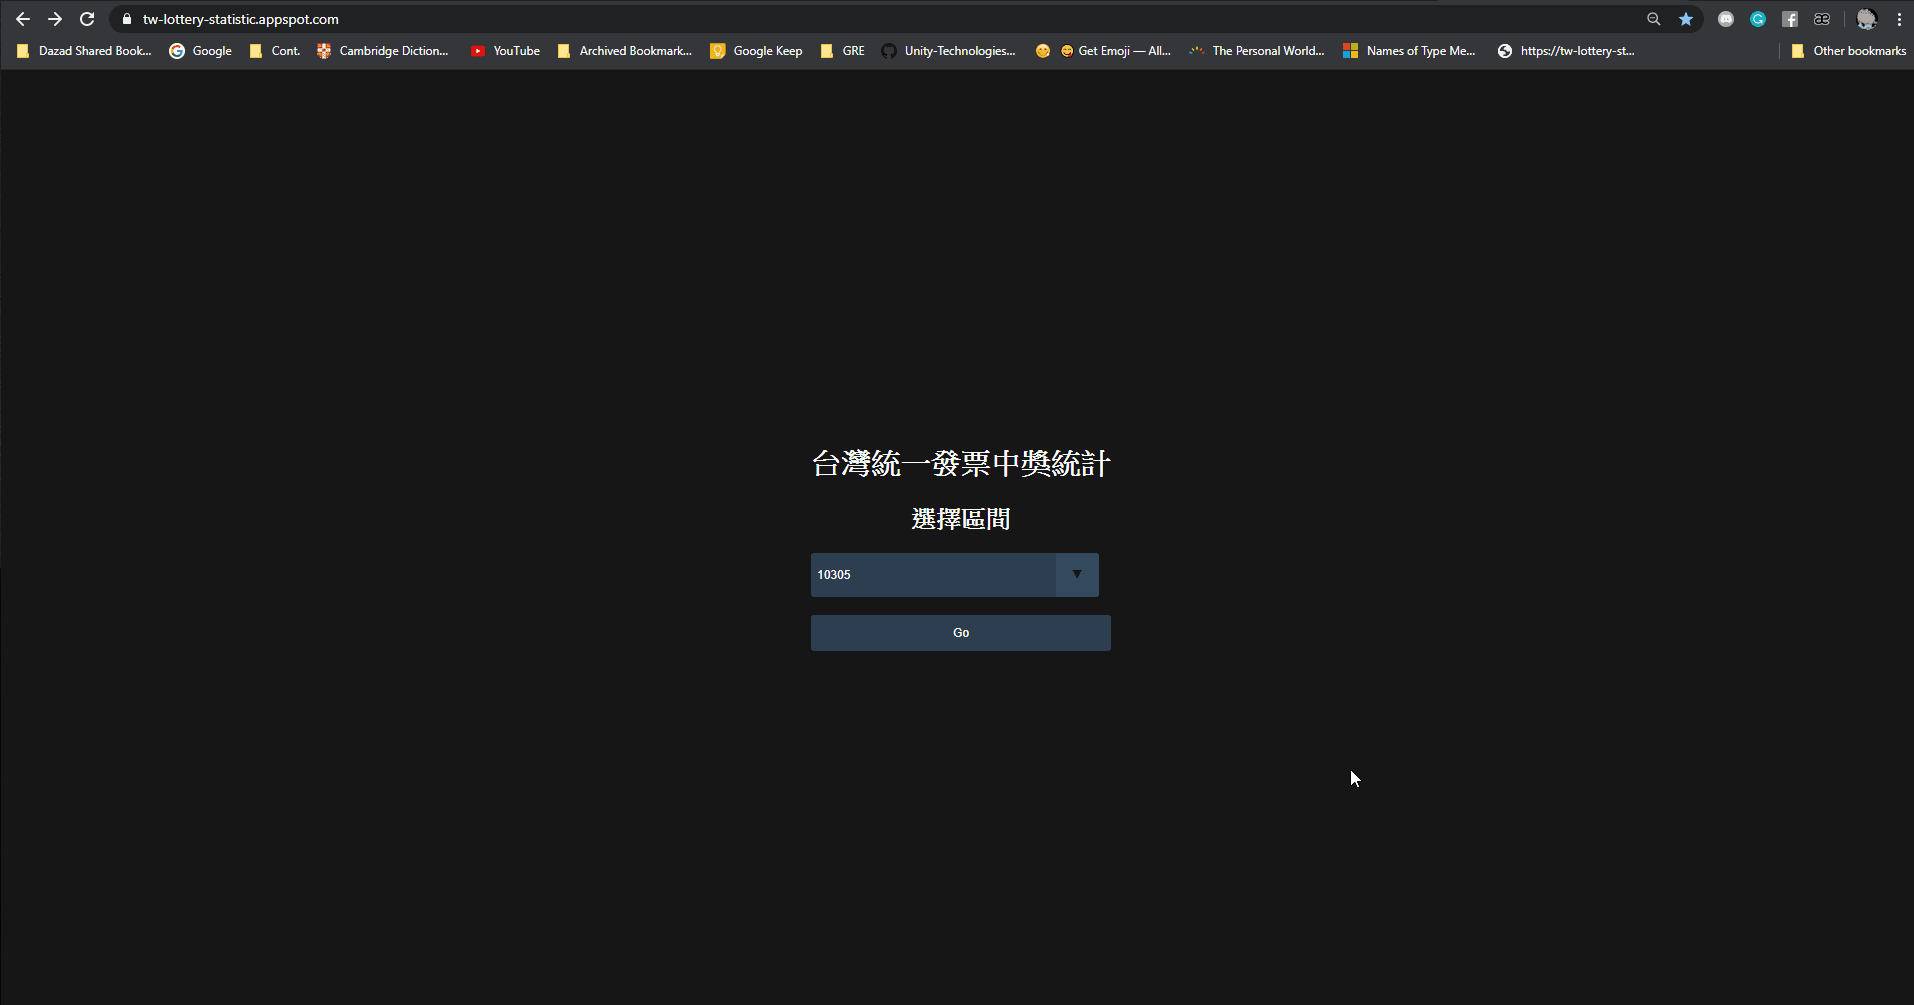 tw-lottery-statistic.appspot.com
Dazad Shared Book... Google Cont. Cambridge Diction... YouTube Archived Bookmark... Google Keep GRE Unity-Technologies... Get Emoji — All... The Personal World... Names of Type Me... https://tw-lottery-st... Other bookmarks
台灣統一發票中獎統計
選擇區間
10305
Go